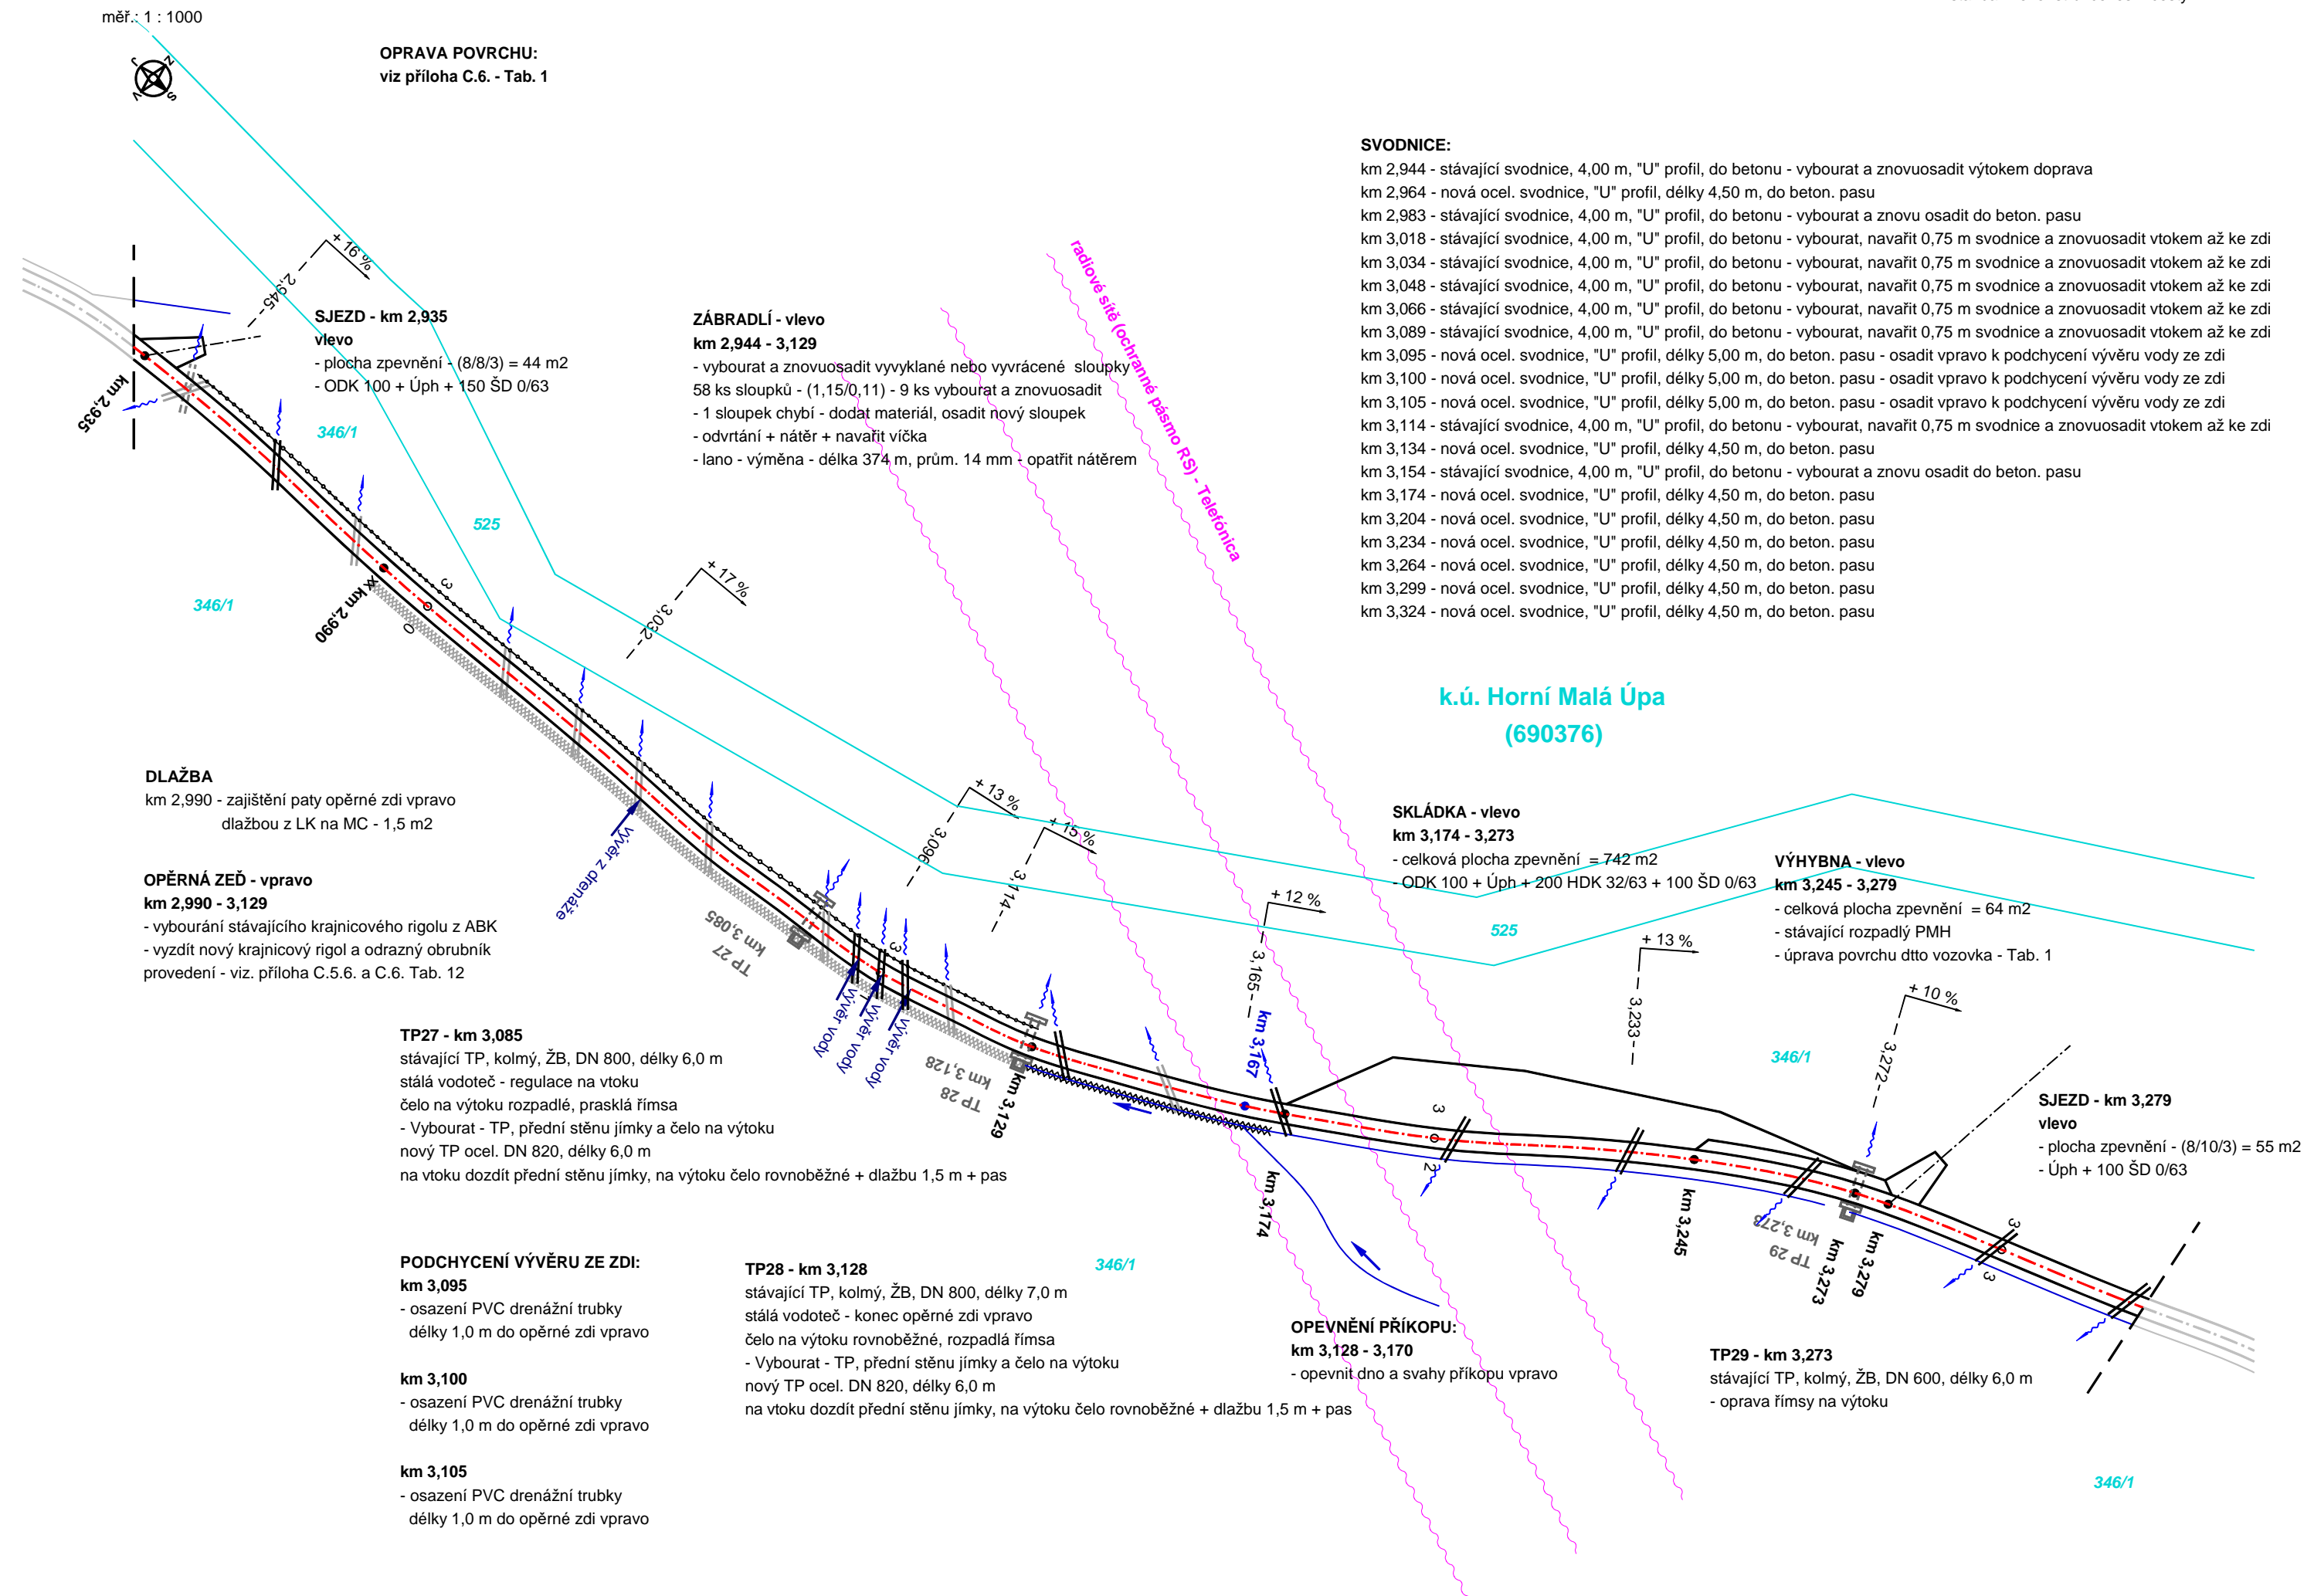 měř.: 1 : 1000
J
Z
V
S
OPRAVA POVRCHU:
viz příloha C.6. - Tab. 1
SVODNICE:
km 2,944 - stávající svodnice, 4,00 m, "U" profil, do betonu - vybourat a znovuosadit výtokem doprava
km 2,964 - nová ocel. svodnice, "U" profil, délky 4,50 m, do beton. pasu
km 2,983 - stávající svodnice, 4,00 m, "U" profil, do betonu - vybourat a znovu osadit do beton. pasu
km 3,018 - stávající svodnice, 4,00 m, "U" profil, do betonu - vybourat, navařit 0,75 m svodnice a znovuosadit vtokem až ke zdi
km 3,034 - stávající svodnice, 4,00 m, "U" profil, do betonu - vybourat, navařit 0,75 m svodnice a znovuosadit vtokem až ke zdi
km 3,048 - stávající svodnice, 4,00 m, "U" profil, do betonu - vybourat, navařit 0,75 m svodnice a znovuosadit vtokem až ke zdi
km 3,066 - stávající svodnice, 4,00 m, "U" profil, do betonu - vybourat, navařit 0,75 m svodnice a znovuosadit vtokem až ke zdi
km 3,089 - stávající svodnice, 4,00 m, "U" profil, do betonu - vybourat, navařit 0,75 m svodnice a znovuosadit vtokem až ke zdi
km 3,095 - nová ocel. svodnice, "U" profil, délky 5,00 m, do beton. pasu - osadit vpravo k podchycení vývěru vody ze zdi
km 3,100 - nová ocel. svodnice, "U" profil, délky 5,00 m, do beton. pasu - osadit vpravo k podchycení vývěru vody ze zdi
km 3,105 - nová ocel. svodnice, "U" profil, délky 5,00 m, do beton. pasu - osadit vpravo k podchycení vývěru vody ze zdi
km 3,114 - stávající svodnice, 4,00 m, "U" profil, do betonu - vybourat, navařit 0,75 m svodnice a znovuosadit vtokem až ke zdi
km 3,134 - nová ocel. svodnice, "U" profil, délky 4,50 m, do beton. pasu
km 3,154 - stávající svodnice, 4,00 m, "U" profil, do betonu - vybourat a znovu osadit do beton. pasu
km 3,174 - nová ocel. svodnice, "U" profil, délky 4,50 m, do beton. pasu
km 3,204 - nová ocel. svodnice, "U" profil, délky 4,50 m, do beton. pasu
km 3,234 - nová ocel. svodnice, "U" profil, délky 4,50 m, do beton. pasu
km 3,264 - nová ocel. svodnice, "U" profil, délky 4,50 m, do beton. pasu
km 3,299 - nová ocel. svodnice, "U" profil, délky 4,50 m, do beton. pasu
km 3,324 - nová ocel. svodnice, "U" profil, délky 4,50 m, do beton. pasu
+ 16 %
2,945
SJEZD - km 2,935
vlevo
- plocha zpevnění - (8/8/3) = 44 m2
- ODK 100 + Úph + 150 ŠD 0/63
ZÁBRADLÍ - vlevo
km 2,944 - 3,129
- vybourat a znovuosadit vyvyklané nebo vyvrácené sloupky
58 ks sloupků - (1,15/0,11) - 9 ks vybourat a znovuosadit
- 1 sloupek chybí - dodat materiál, osadit nový sloupek
- odvrtání + nátěr + navařit víčka
- lano - výměna - délka 374 m, prům. 14 mm - opatřit nátěrem
radiové sítě (ochranné pásmo RS) - Telefónica
km 2,935
346/1
525
346/1
km 2,990
3
0
+ 17 %
3,032
k.ú. Horní Malá Úpa
(690376)
DLAŽBA
km 2,990 - zajištění paty opěrné zdi vpravo
dlažbou z LK na MC - 1,5 m2
OPĚRNÁ ZEĎ - vpravo
km 2,990 - 3,129
- vybourání stávajícího krajnicového rigolu z ABK
- vyzdít nový krajnicový rigol a odrazný obrubník
provedení - viz. příloha C.5.6. a C.6. Tab. 12
vývěr z drenáže
TP 27
km 3,085
+ 13 %
3,096
+ 15 %
3,114
3
vývěr vody
vývěr vody
vývěr vody
TP 28
km 3,128
km 3,129
SKLÁDKA - vlevo
km 3,174 - 3,273
- celková plocha zpevnění = 742 m2
- ODK 100 + Úph + 200 HDK 32/63 + 100 ŠD 0/63
VÝHYBNA - vlevo
km 3,245 - 3,279
- celková plocha zpevnění = 64 m2
- stávající rozpadlý PMH
- úprava povrchu dtto vozovka - Tab. 1
+ 12 %
3,165
525
+ 13 %
3,233
+ 10 %
3,272
km 3,167
346/1
SJEZD - km 3,279
vlevo
- plocha zpevnění - (8/10/3) = 55 m2
- Úph + 100 ŠD 0/63
TP27 - km 3,085
stávající TP, kolmý, ŽB, DN 800, délky 6,0 m
stálá vodoteč - regulace na vtoku
čelo na výtoku rozpadlé, prasklá římsa
- Vybourat - TP, přední stěnu jímky a čelo na výtoku
nový TP ocel. DN 820, délky 6,0 m
na vtoku dozdít přední stěnu jímky, na výtoku čelo rovnoběžné + dlažbu 1,5 m + pas
3
2
km 3,174
km 3,245
TP 29
km 3,273
km 3,273
km 3,279
3
3
PODCHYCENÍ VÝVĚRU ZE ZDI:
km 3,095
- osazení PVC drenážní trubky
délky 1,0 m do opěrné zdi vpravo
km 3,100
- osazení PVC drenážní trubky
délky 1,0 m do opěrné zdi vpravo
km 3,105
- osazení PVC drenážní trubky
délky 1,0 m do opěrné zdi vpravo
TP28 - km 3,128
stávající TP, kolmý, ŽB, DN 800, délky 7,0 m
stálá vodoteč - konec opěrné zdi vpravo
čelo na výtoku rovnoběžné, rozpadlá římsa
- Vybourat - TP, přední stěnu jímky a čelo na výtoku
nový TP ocel. DN 820, délky 6,0 m
na vtoku dozdít přední stěnu jímky, na výtoku čelo rovnoběžné + dlažbu 1,5 m + pas
346/1
OPEVNĚNÍ PŘÍKOPU:
km 3,128 - 3,170
- opevnit dno a svahy příkopu vpravo
TP29 - km 3,273
stávající TP, kolmý, ŽB, DN 600, délky 6,0 m
- oprava římsy na výtoku
346/1